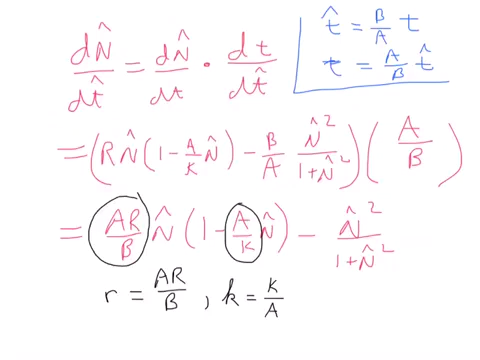 t̂ = B/A t
t = A/B t̂
dN̂/dt̂ = dN̂/dt · dt/dt̂
= (RN̂(1 - A/K N̂) - B/A N̂²/(1+N̂²)) (A/B)
= AR/B N̂ (1 - A/K N̂) - N̂²/(1+N̂²)
r = AR/B , k = K/A